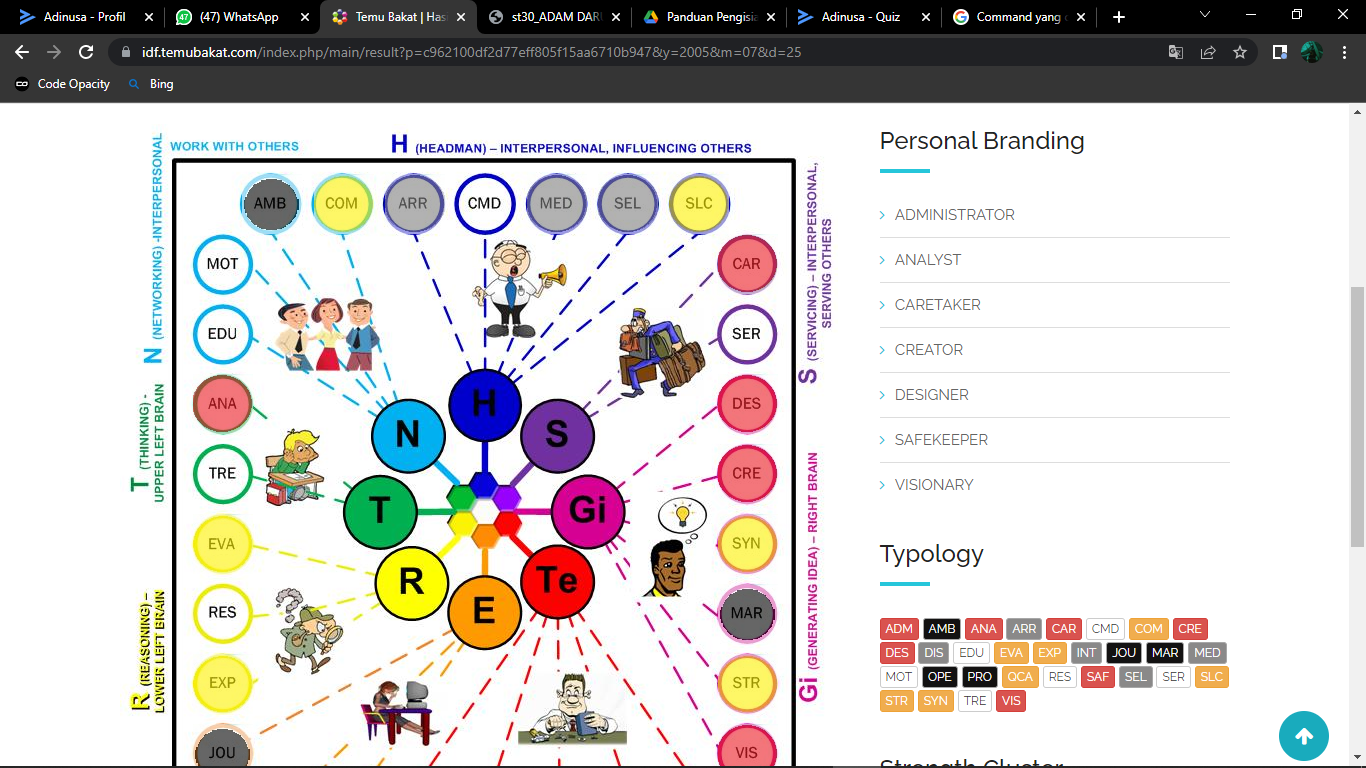 Adinusa - Profil
(47) WhatsApp
Temu Bakat | Has
st30_ADAM DAR
Panduan Pengisia
Adinusa - Quiz
Command yang
idf.temubakat.com/index.php/main/result?p=c962100df2d77eff805f15aa6710b947&y=2005&m=07&d=25
Code Opacity
Bing
WORK WITH OTHERS
H (HEADMAN) – INTERPERSONAL, INFLUENCING OTHERS
N (NETWORKING) -INTERPERSONAL
T (THINKING) -
UPPER LEFT BRAIN
R (REASONING) –
LOWER LEFT BRAIN
AMB
COM
ARR
CMD
MED
SEL
SLC
MOT
CAR
EDU
SER
ANA
DES
TRE
CRE
EVA
SYN
RES
MAR
EXP
STR
JOU
VIS
H
N
S
T
Gi
R
Te
E
S (SERVICING) – INTERPERSONAL,
SERVING OTHERS
Gi (GENERATING IDEA) – RIGHT BRAIN
Personal Branding
ADMINISTRATOR
ANALYST
CARETAKER
CREATOR
DESIGNER
SAFEKEEPER
VISIONARY
Typology
ADM AMB ANA ARR CAR CMD COM CRE
DES DIS EDU EVA EXP INT JOU MAR MED
MOT OPE PRO QCA RES SAF SEL SER SLC
STR SYN TRE VIS
Strength Cluster